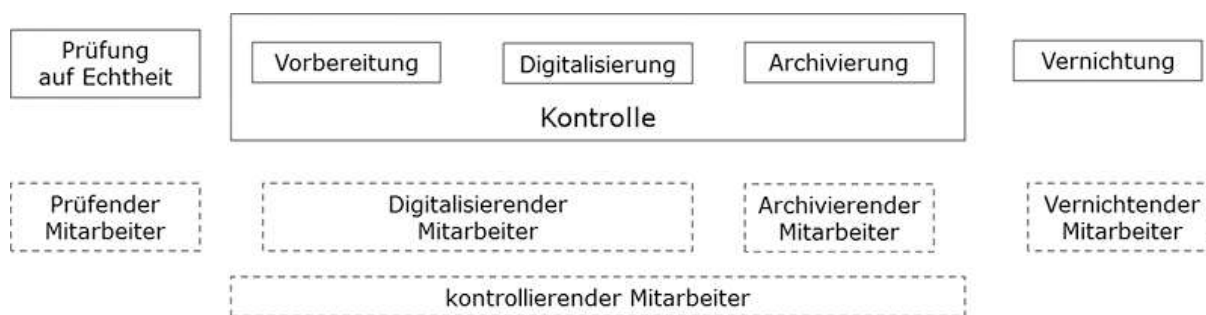 Prüfung
auf Echtheit
Vorbereitung
Digitalisierung
Archivierung
Vernichtung
Kontrolle
Prüfender
Mitarbeiter
Digitalisierender
Mitarbeiter
Archivierender
Mitarbeiter
Vernichtender
Mitarbeiter
kontrollierender Mitarbeiter